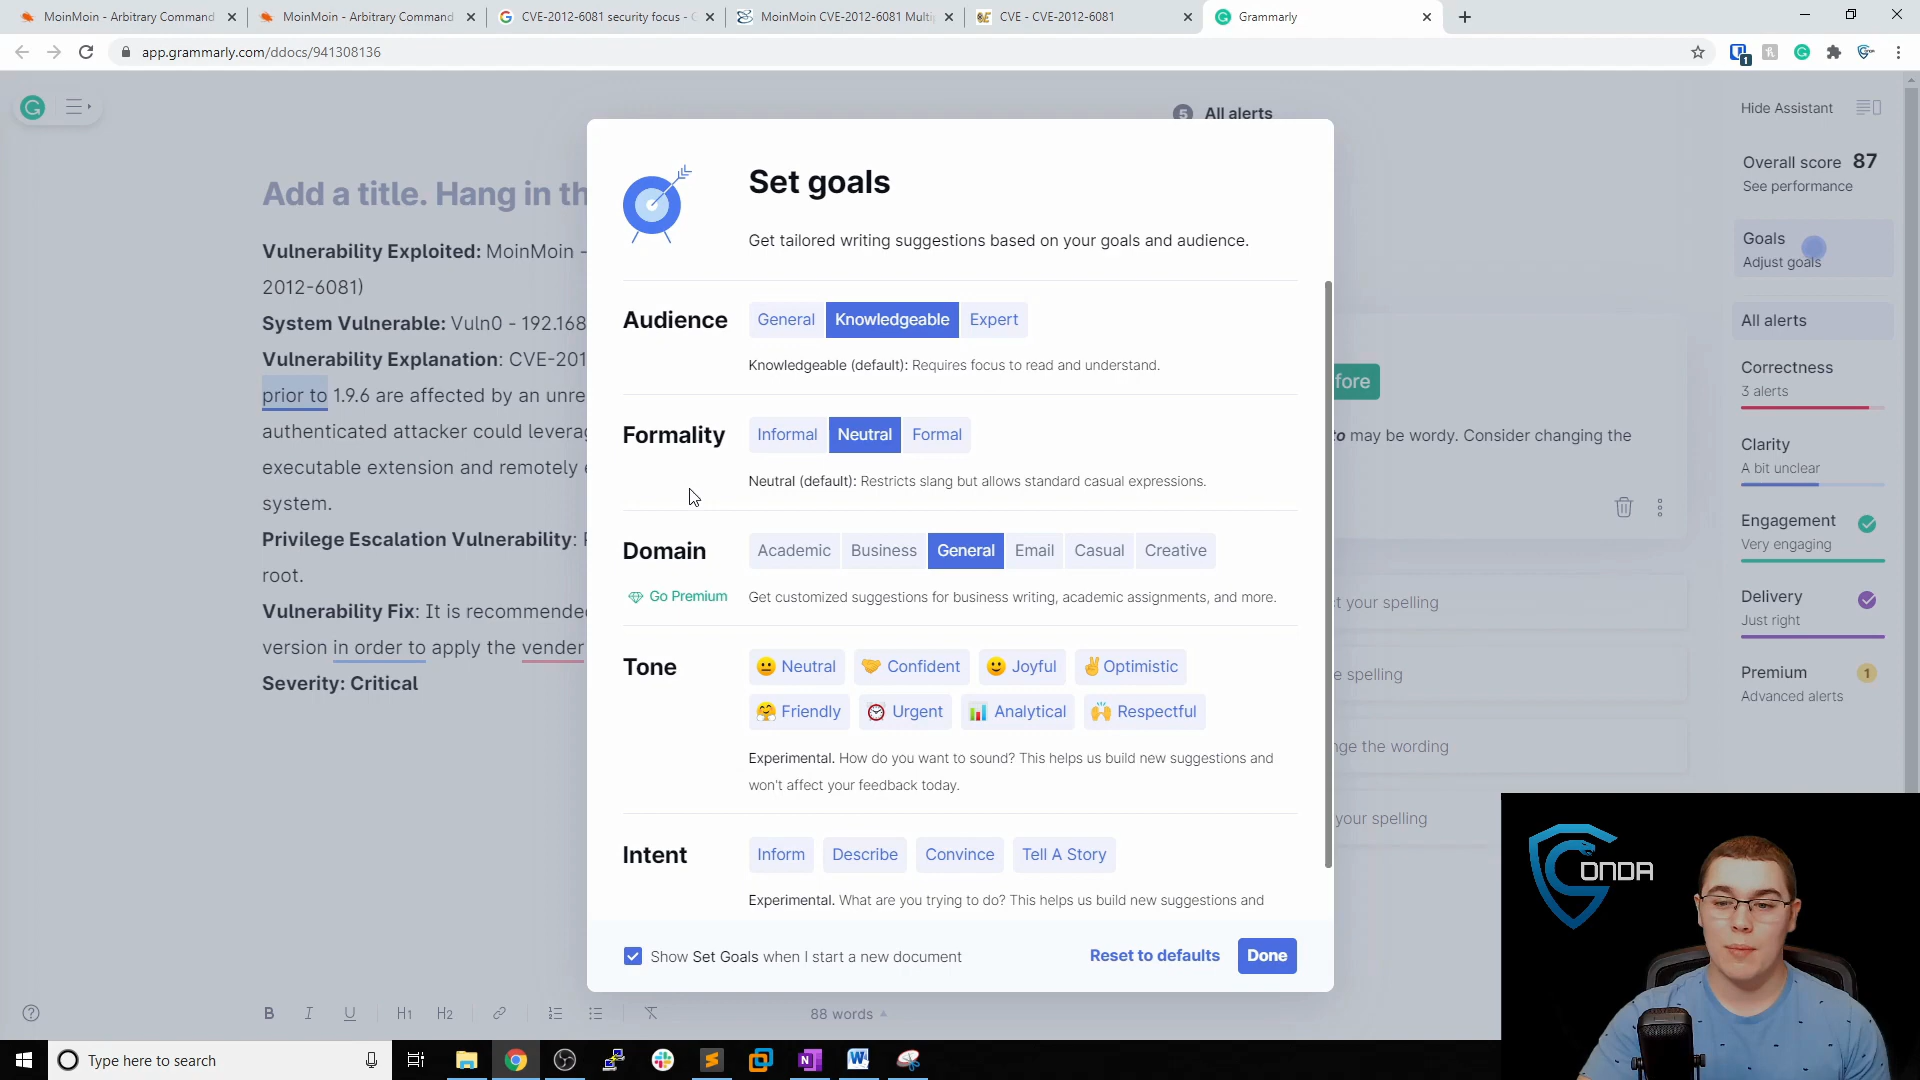 MoinMoin - Arbitrary Command
MoinMoin - Arbitrary Command
CVE-2012-6081 security focus - G
MoinMoin CVE-2012-6081 Multip
CVE - CVE-2012-6081
Grammarly
app.grammarly.com/ddocs/941308136
Hide Assistant
5 All alerts
Overall score 87
See performance
Goals
Adjust goals
All alerts
Correctness
3 alerts
Clarity
A bit unclear
Engagement
Very engaging
Delivery
Just right
Premium 1
Advanced alerts
Add a title. Hang in th
Vulnerability Exploited: MoinMoin -
2012-6081)
System Vulnerable: Vuln0 - 192.168
Vulnerability Explanation: CVE-201
prior to 1.9.6 are affected by an unre
authenticated attacker could leverag
executable extension and remotely e
system.
Privilege Escalation Vulnerability:
root.
Vulnerability Fix: It is recommende
version in order to apply the vender
Severity: Critical
Set goals
Get tailored writing suggestions based on your goals and audience.
Audience General Knowledgeable Expert
Knowledgeable (default): Requires focus to read and understand.
Formality Informal Neutral Formal
Neutral (default): Restricts slang but allows standard casual expressions.
Domain Academic Business General Email Casual Creative
Go Premium Get customized suggestions for business writing, academic assignments, and more.
Tone Neutral Confident Joyful Optimistic
Friendly Urgent Analytical Respectful
Experimental. How do you want to sound? This helps us build new suggestions and
won't affect your feedback today.
Intent Inform Describe Convince Tell A Story
Experimental. What are you trying to do? This helps us build new suggestions and
Show Set Goals when I start a new document
Reset to defaults Done
fore
to may be wordy. Consider changing the
t your spelling
e spelling
nge the wording
your spelling
B I U H1 H2
88 words
ONDA
Type here to search